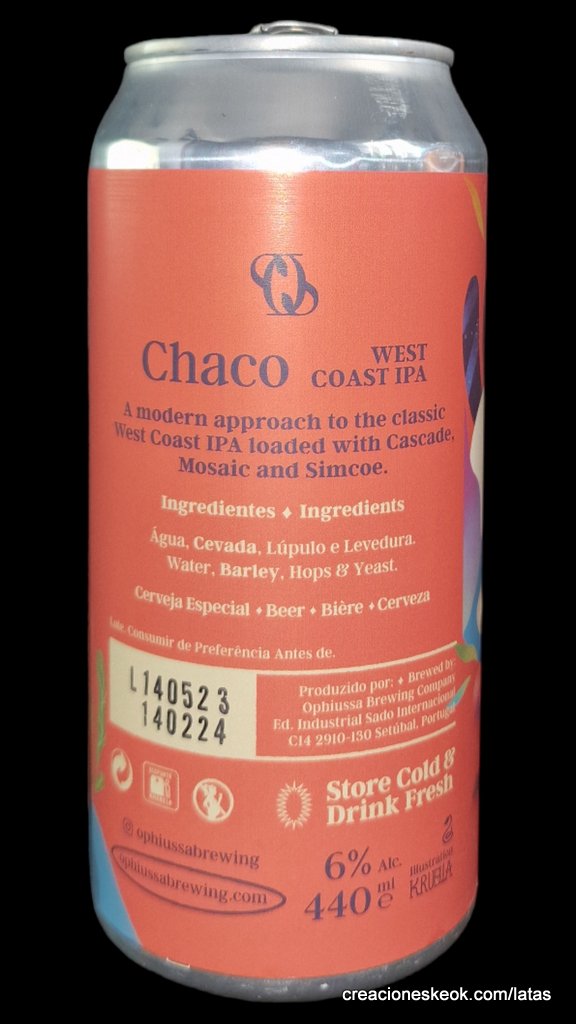 Chaco
WEST
COAST IPA
A modern approach to the classic
West Coast IPA loaded with Cascade,
Mosaic and Simcoe.
Ingredientes ♦ Ingredients
Água, Cevada, Lúpulo e Levedura.
Water, Barley, Hops & Yeast.
Cerveja Especial ♦ Beer ♦ Bière ♦ Cerveza
Lote. Consumir de Preferência Antes de.
L140523
140224
Produzido por: ♦ Brewed by:
Ophiussa Brewing Company
Ed. Industrial Sado Internacional
C14 2910-130 Setúbal, Portugal
Store Cold &
Drink Fresh
ophiussabrewing
ophiussabrewing.com
6% Alc.
440 ml e
Illustration
KRUELLA
creacioneskeok.com/latas